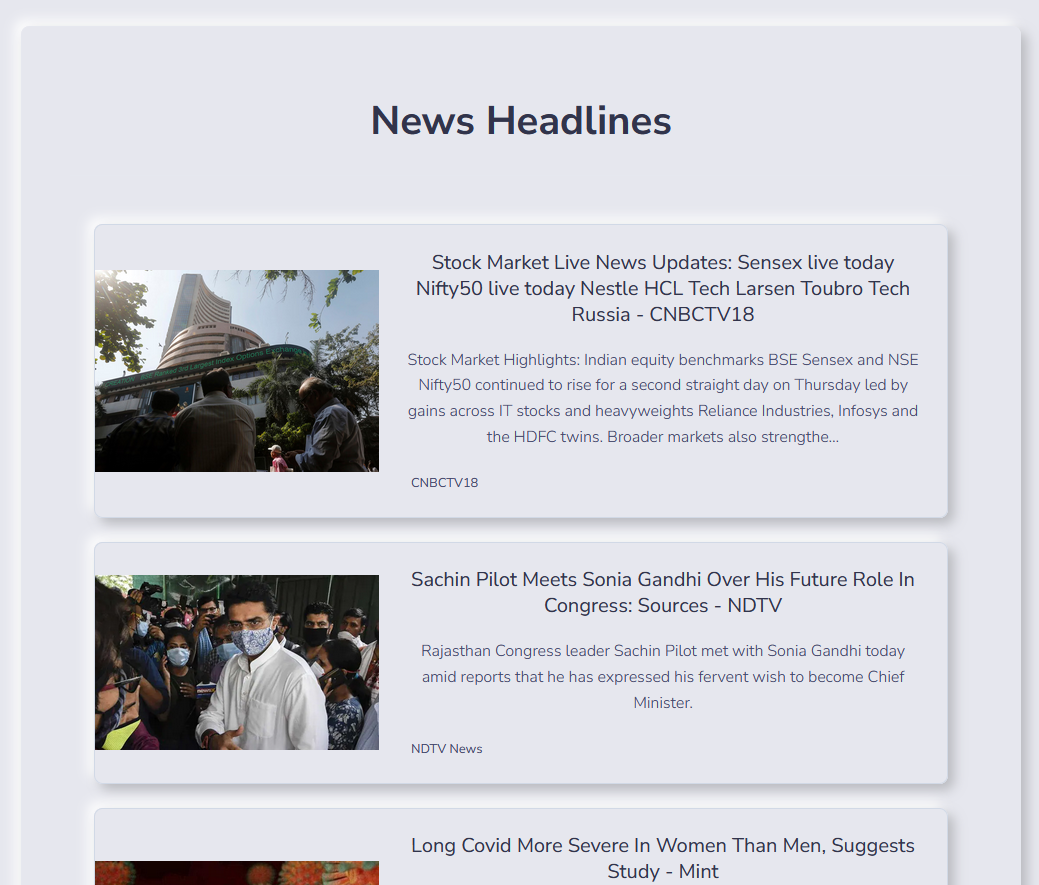 News Headlines
Stock Market Live News Updates: Sensex live today
Nifty50 live today Nestle HCL Tech Larsen Toubro Tech
Russia - CNBCTV18
Stock Market Highlights: Indian equity benchmarks BSE Sensex and NSE
Nifty50 continued to rise for a second straight day on Thursday led by
gains across IT stocks and heavyweights Reliance Industries, Infosys and
the HDFC twins. Broader markets also strengthe...
CNBCTV18
3rd Largest Index Options Exchange
Sachin Pilot Meets Sonia Gandhi Over His Future Role In
Congress: Sources - NDTV
Rajasthan Congress leader Sachin Pilot met with Sonia Gandhi today
amid reports that he has expressed his fervent wish to become Chief
Minister.
NDTV News
Long Covid More Severe In Women Than Men, Suggests
Study - Mint